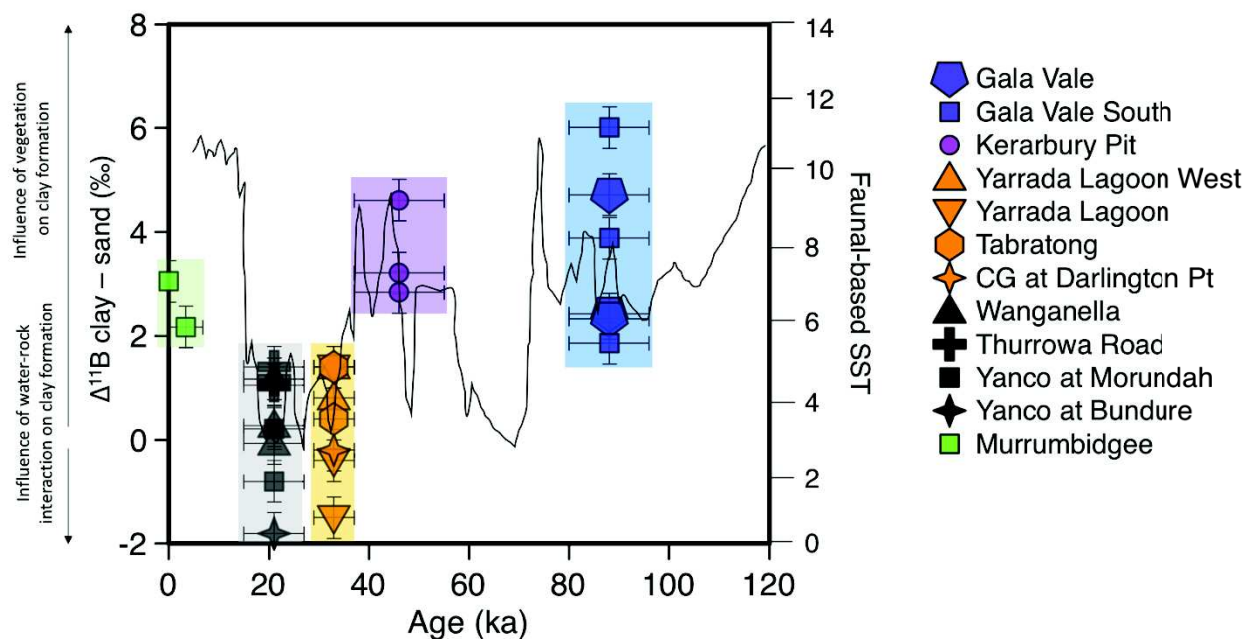 Influence of vegetation
on clay formation
Influence of water-rock
interaction on clay formation
Δ¹¹B clay – sand (‰)
8
6
4
2
0
-2
0
20
40
60
80
100
120
Age (ka)
14
12
10
8
6
4
2
0
Faunal-based SST
Gala Vale
Gala Vale South
Kerarbury Pit
Yarrada Lagoon West
Yarrada Lagoon
Tabratong
CG at Darlington Pt
Wanganella
Thurrowa Road
Yanco at Morundah
Yanco at Bundure
Murrumbidgee